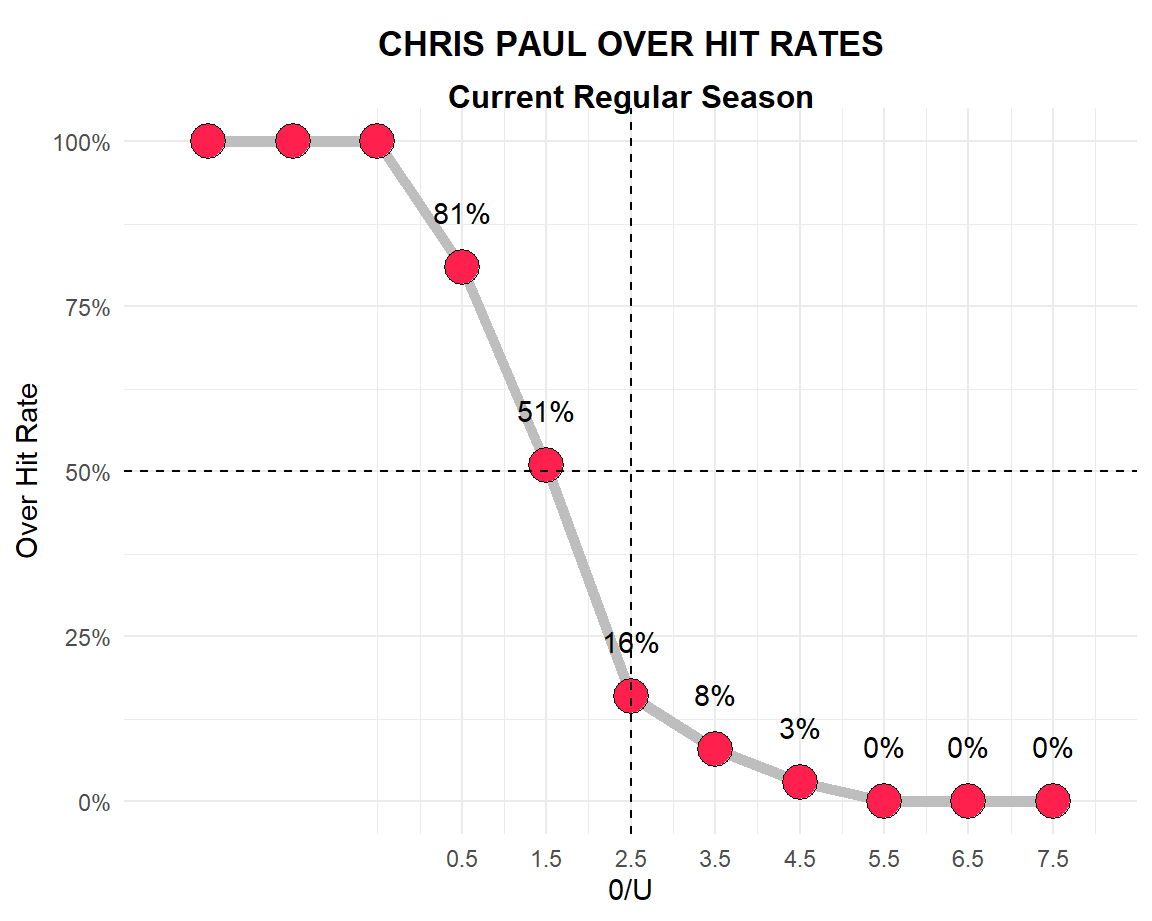 CHRIS PAUL OVER HIT RATES
Current Regular Season
100%
81%
75%
51%
Over Hit Rate
50%
25%
16%
8%
3%
0% 0% 0%
0%
0.5 1.5 2.5 3.5 4.5 5.5 6.5 7.5
0/U